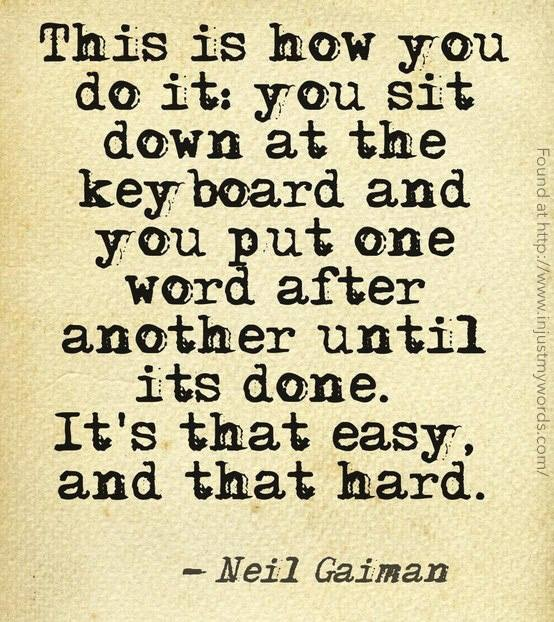 This is how you
do it: you sit
down at the
keyboard and
you put one
word after
another until
its done.
It's that easy,
and that hard.
- Neil Gaiman
Found at http://www.injustmywords.com/